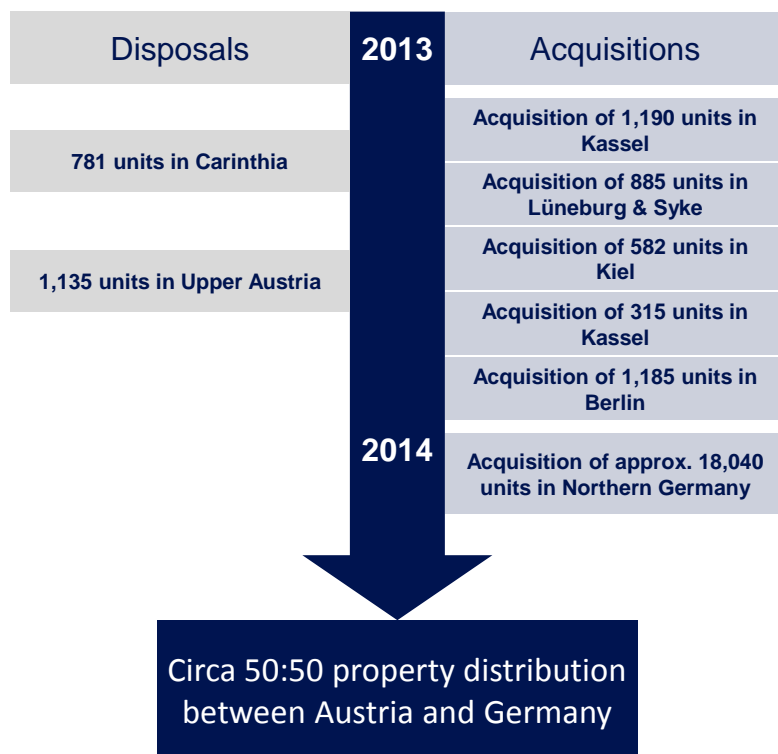 Disposals
2013
Acquisitions
781 units in Carinthia
1,135 units in Upper Austria
Acquisition of 1,190 units in
Kassel
Acquisition of 885 units in
Lüneburg & Syke
Acquisition of 582 units in
Kiel
Acquisition of 315 units in
Kassel
Acquisition of 1,185 units in
Berlin
2014
Acquisition of approx. 18,040
units in Northern Germany
Circa 50:50 property distribution
between Austria and Germany